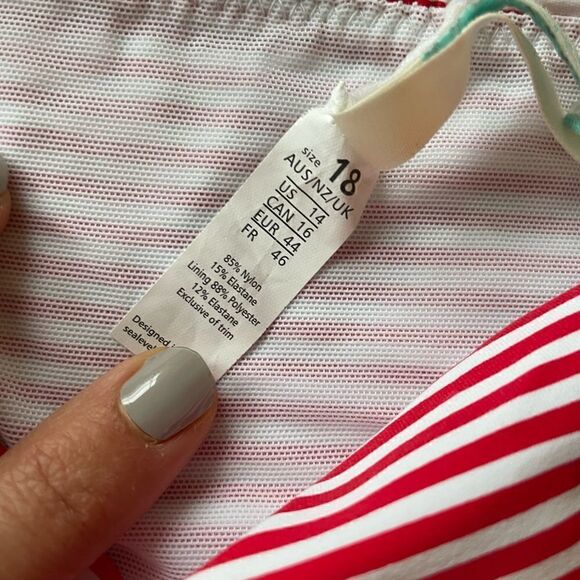 size 18
AUS/NZ/UK
US 14
CAN 16
EUR 44
FR 46
85% Nylon
15% Elastane
Lining 88% Polyester
12% Elastane
Exclusive of trim
Designed
sealevel